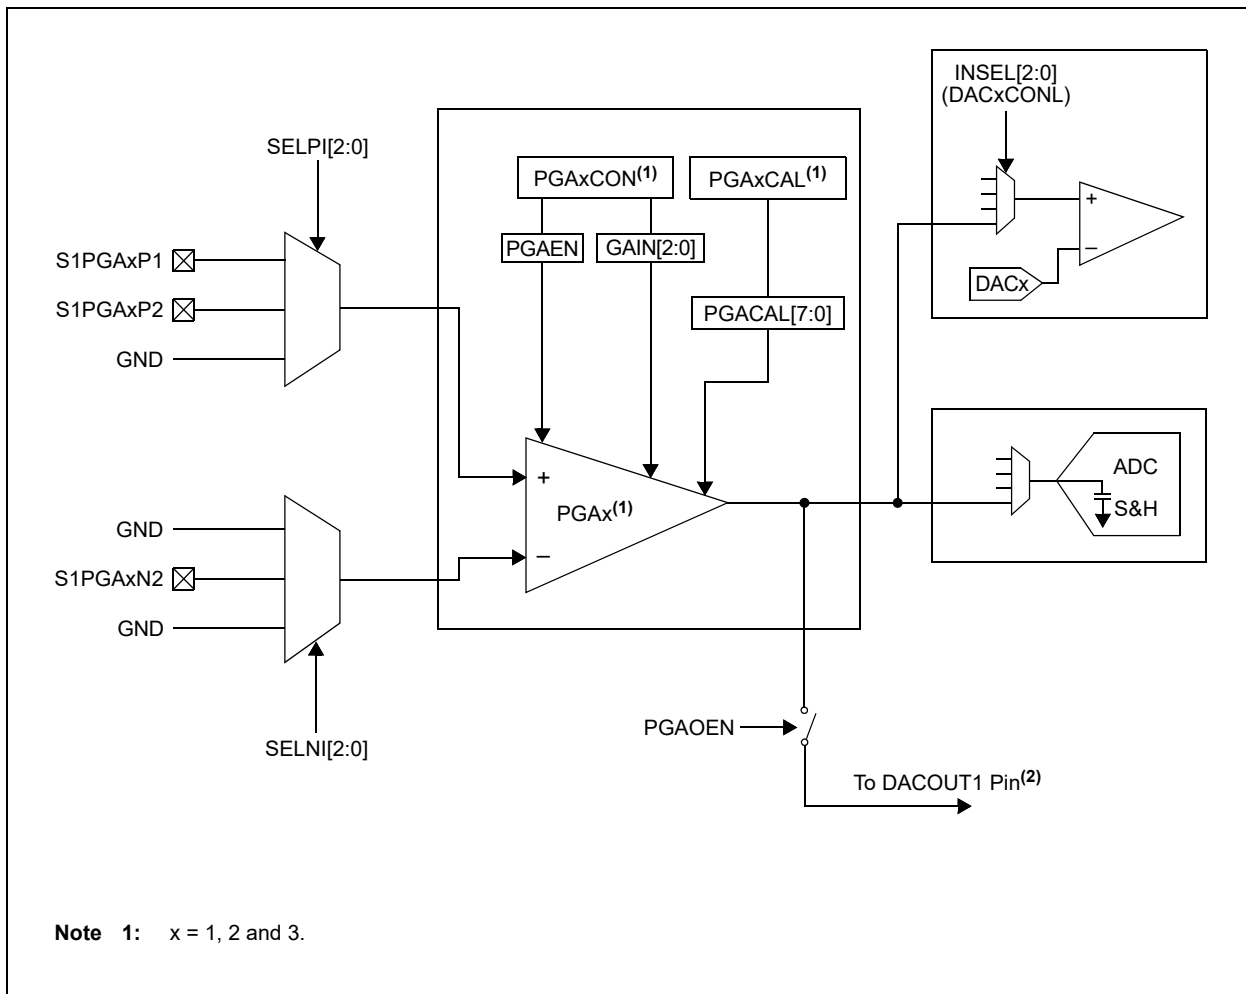 INSEL[2:0]
(DACxCONL)
SELPI[2:0]
PGAxCON(1)
PGAxCAL(1)
+
PGAEN
GAIN[2:0]
S1PGAxP1
–
DACx
S1PGAxP2
PGACAL[7:0]
GND
ADC
+
S&H
PGAx(1)
GND
–
S1PGAxN2
GND
PGAOEN
SELNI[2:0]
To DACOUT1 Pin(2)
Note 1: x = 1, 2 and 3.